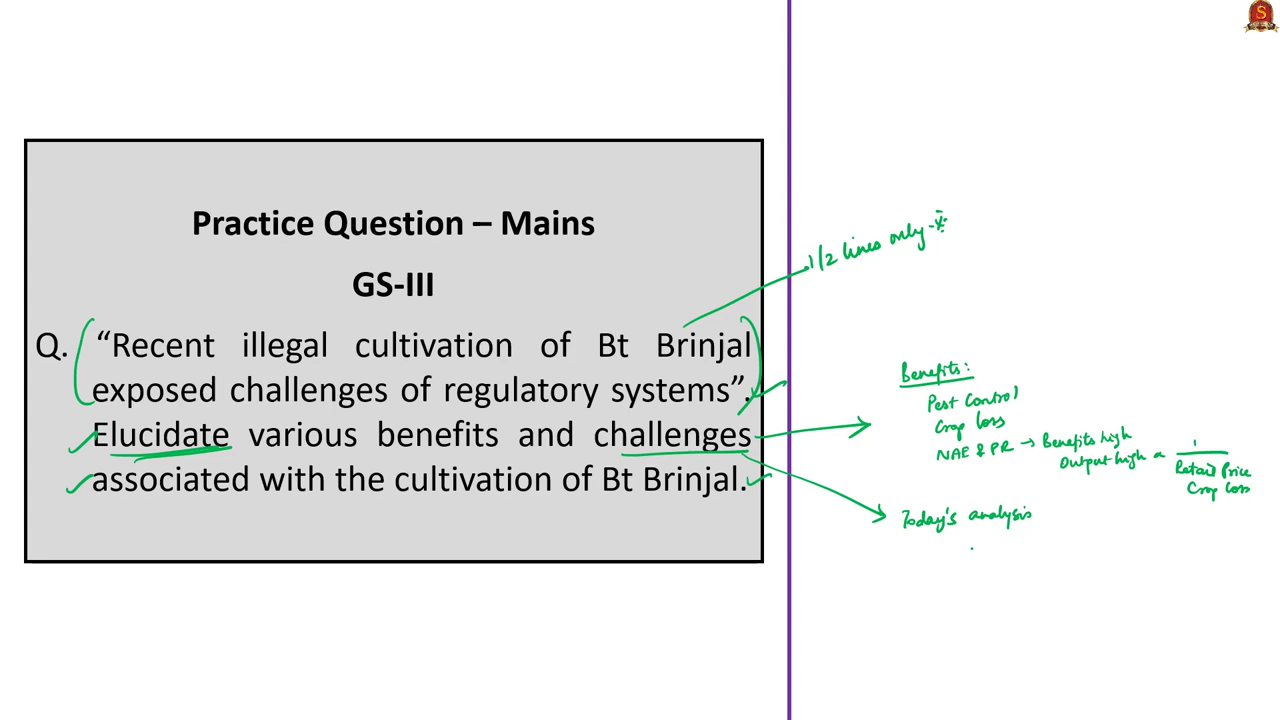 Practice Question – Mains
GS-III
Q. “Recent illegal cultivation of Bt Brinjal
exposed challenges of regulatory systems”.
Elucidate various benefits and challenges
associated with the cultivation of Bt Brinjal.
1/2 lines only
Benefits:
Pest Control
Crop loss
NAE & PR → Benefits high
Output high ∝ 1
Retail Price
Crop loss
Today's analysis
S